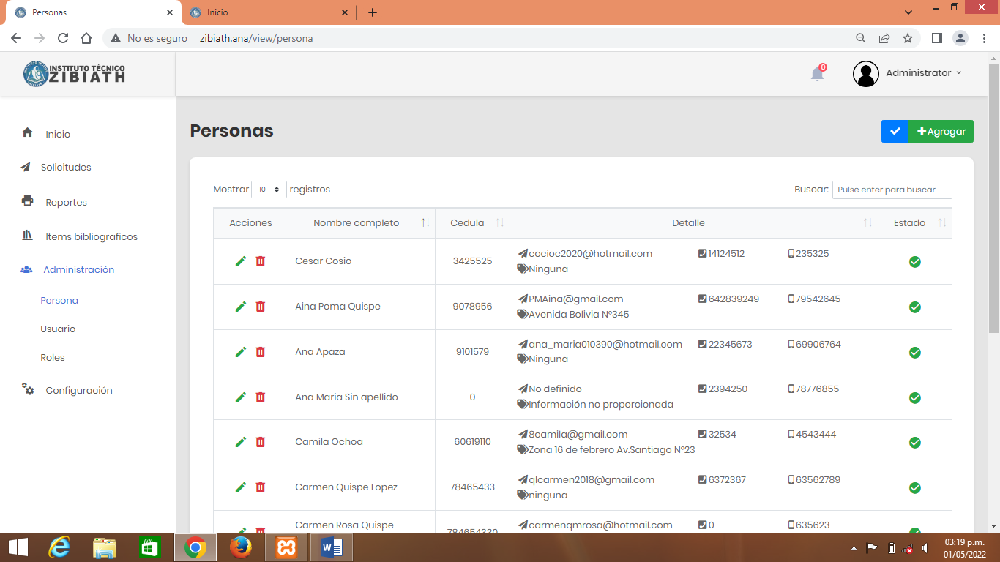 Personas
Inicio
No es seguro
zibiath.ana/view/persona
INSTITUTO TÉCNICO
ZIBIATH
0
Administrator
Inicio
Solicitudes
Reportes
Items bibliograficos
Administración
Persona
Usuario
Roles
Configuración
Personas
Agregar
Mostrar 10 registros
Buscar: Pulse enter para buscar
Acciones Nombre completo Cedula Detalle Estado
Cesar Cosio 3425525 cocioc2020@hotmail.com 14124512 235325
Ninguna
Aina Poma Quispe 9078956 PMAina@gmail.com 642839249 79542645
Avenida Bolivia N°345
Ana Apaza 9101579 ana_maria010390@hotmail.com 22345673 69906764
Ninguna
Ana Maria Sin apellido 0 No definido 2394250 78776855
Información no proporcionada
Camila Ochoa 60619110 8camila@gmail.com 32534 4543444
Zona 16 de febrero Av.Santiago N°23
Carmen Quispe Lopez 78465433 qlcarmen2018@gmail.com 6372367 63562789
ninguna
Carmen Rosa Quispe 784654330 carmenqmrosa@hotmail.com 0 635623
03:19 p.m.
01/05/2022